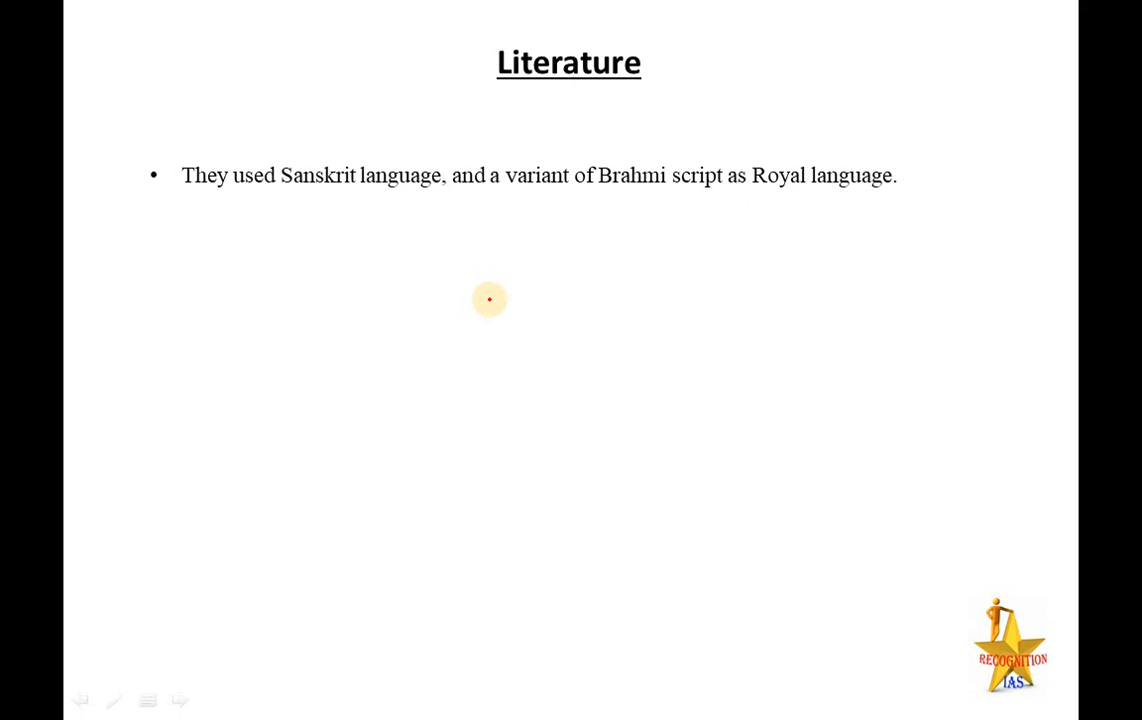 Literature
• They used Sanskrit language, and a variant of Brahmi script as Royal language.
RECOGNITION
IAS